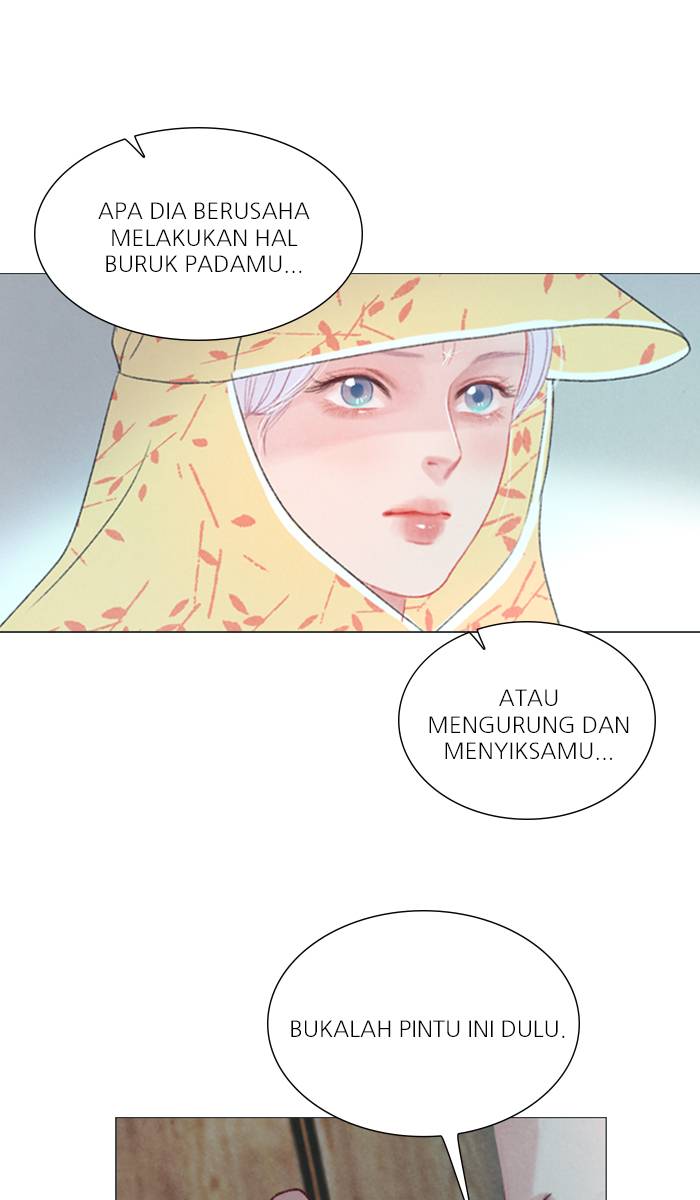 APA DIA BERUSAHA
MELAKUKAN HAL
BURUK PADAMU...
ATAU
MENGURUNG DAN
MENYIKSAMU...
BUKALAH PINTU INI DULU.